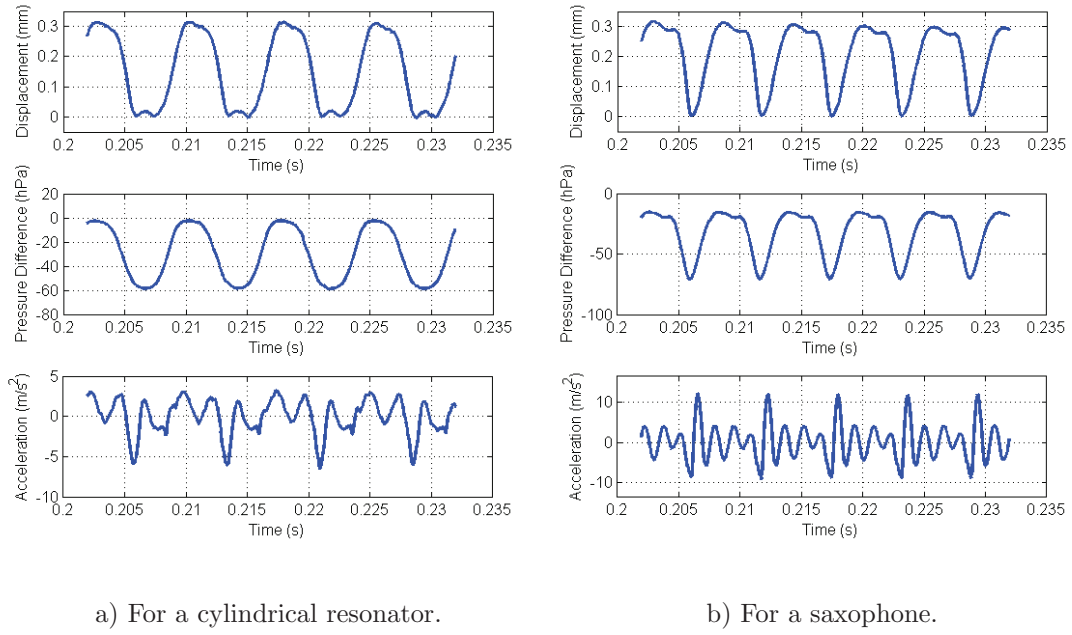 Displacement (mm)
0.3
0.2
0.1
0
0.2 0.205 0.21 0.215 0.22 0.225 0.23 0.235
Time (s)
Pressure Difference (hPa)
20
0
-20
-40
-60
-80
0.2 0.205 0.21 0.215 0.22 0.225 0.23 0.235
Time (s)
Acceleration (m/s²)
5
0
-5
-10
0.2 0.205 0.21 0.215 0.22 0.225 0.23 0.235
Time (s)
a) For a cylindrical resonator.
Displacement (mm)
0.3
0.2
0.1
0
0.2 0.205 0.21 0.215 0.22 0.225 0.23 0.235
Time (s)
Pressure Difference (hPa)
0
-50
-100
0.2 0.205 0.21 0.215 0.22 0.225 0.23 0.235
Time (s)
Acceleration (m/s²)
10
0
-10
0.2 0.205 0.21 0.215 0.22 0.225 0.23 0.235
Time (s)
b) For a saxophone.